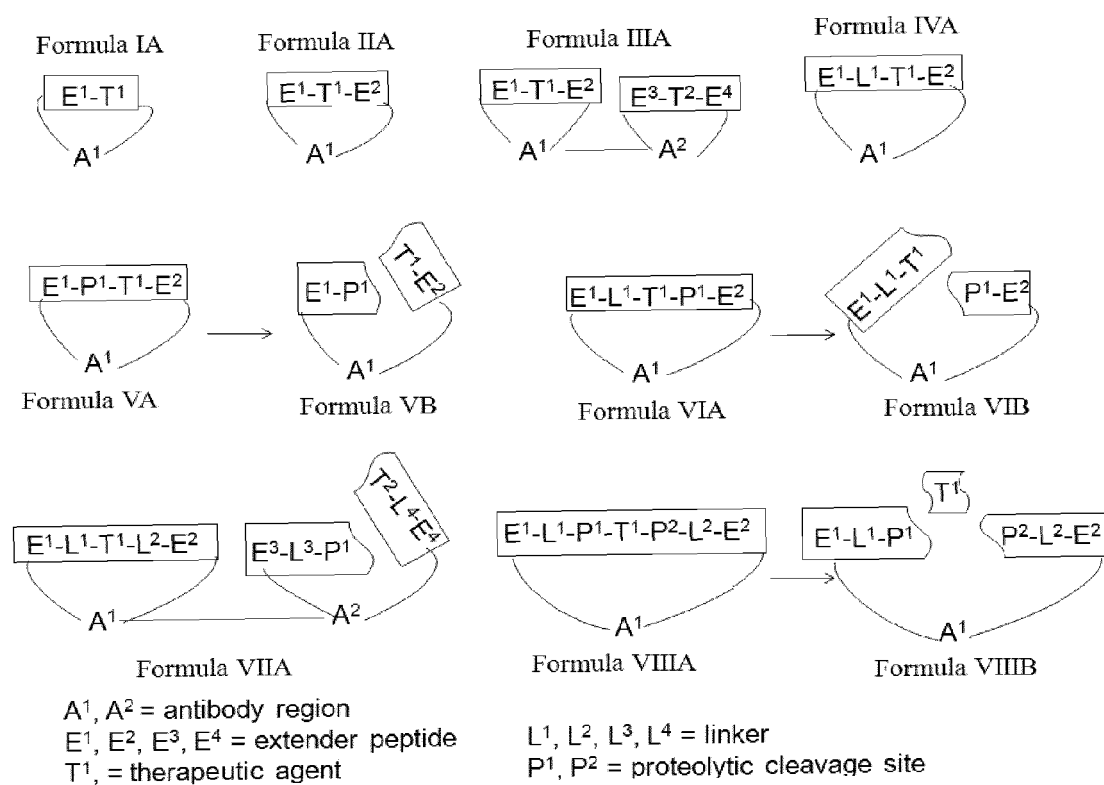 Formula IA
Formula IIA
Formula IIIA
Formula IVA
E¹-T¹
E¹-T¹-E²
E¹-T¹-E²
E³-T²-E⁴
E¹-L¹-T¹-E²
A¹
A¹
A¹
A²
A¹
E¹-P¹-T¹-E²
E¹-P¹
T¹-E²
E¹-L¹-T¹-P¹-E²
E¹-L¹-T¹
P¹-E²
A¹
A¹
A¹
A¹
Formula VA
Formula VB
Formula VIA
Formula VIB
E¹-L¹-T¹-L²-E²
E³-L³-P¹
T²-L⁴-E⁴
E¹-L¹-P¹-T¹-P²-L²-E²
E¹-L¹-P¹
T¹
P²-L²-E²
A¹
A²
A¹
A¹
Formula VIIA
Formula VIIIA
Formula VIIIB
A¹, A² = antibody region
E¹, E², E³, E⁴ = extender peptide
T¹, = therapeutic agent
L¹, L², L³, L⁴ = linker
P¹, P² = proteolytic cleavage site